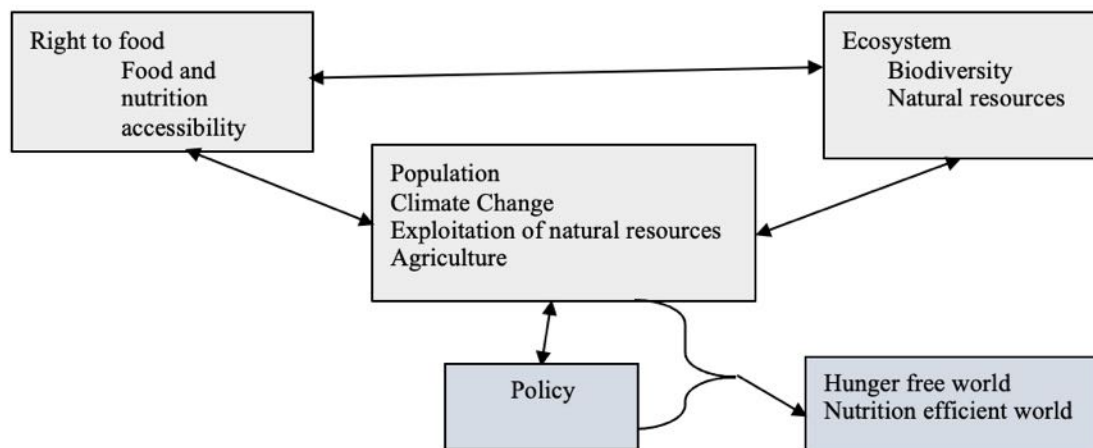 Right to food
Food and
nutrition
accessibility
Ecosystem
Biodiversity
Natural resources
Population
Climate Change
Exploitation of natural resources
Agriculture
Policy
Hunger free world
Nutrition efficient world